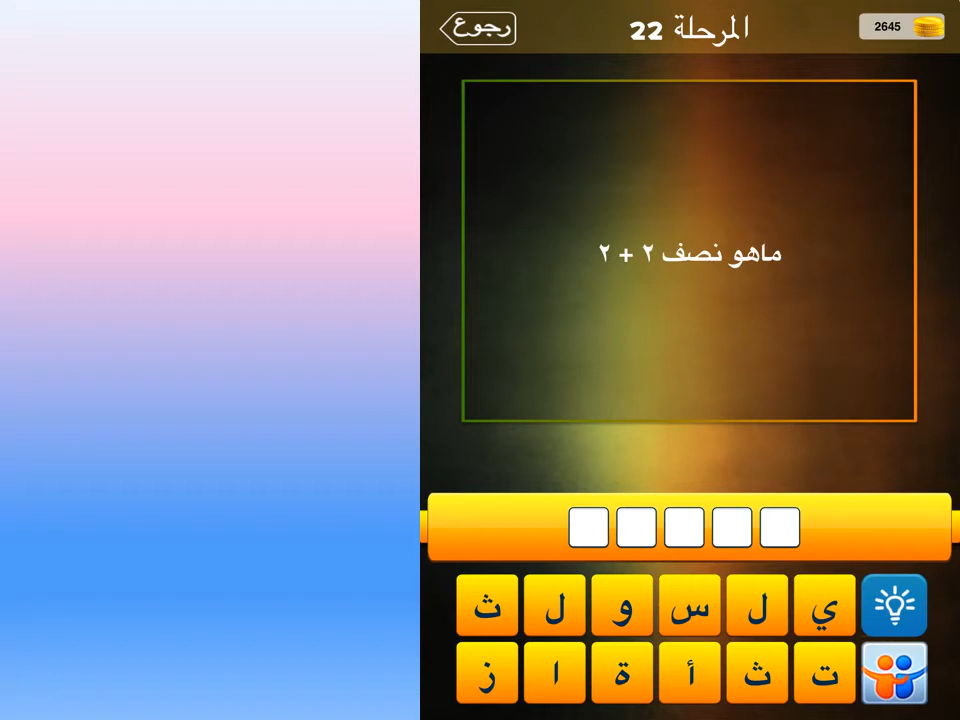 رجوع
المرحلة 22
2645
ماهو نصف ٢ + ٢
ث ل و س ل ي
ز ا ة أ ث ت